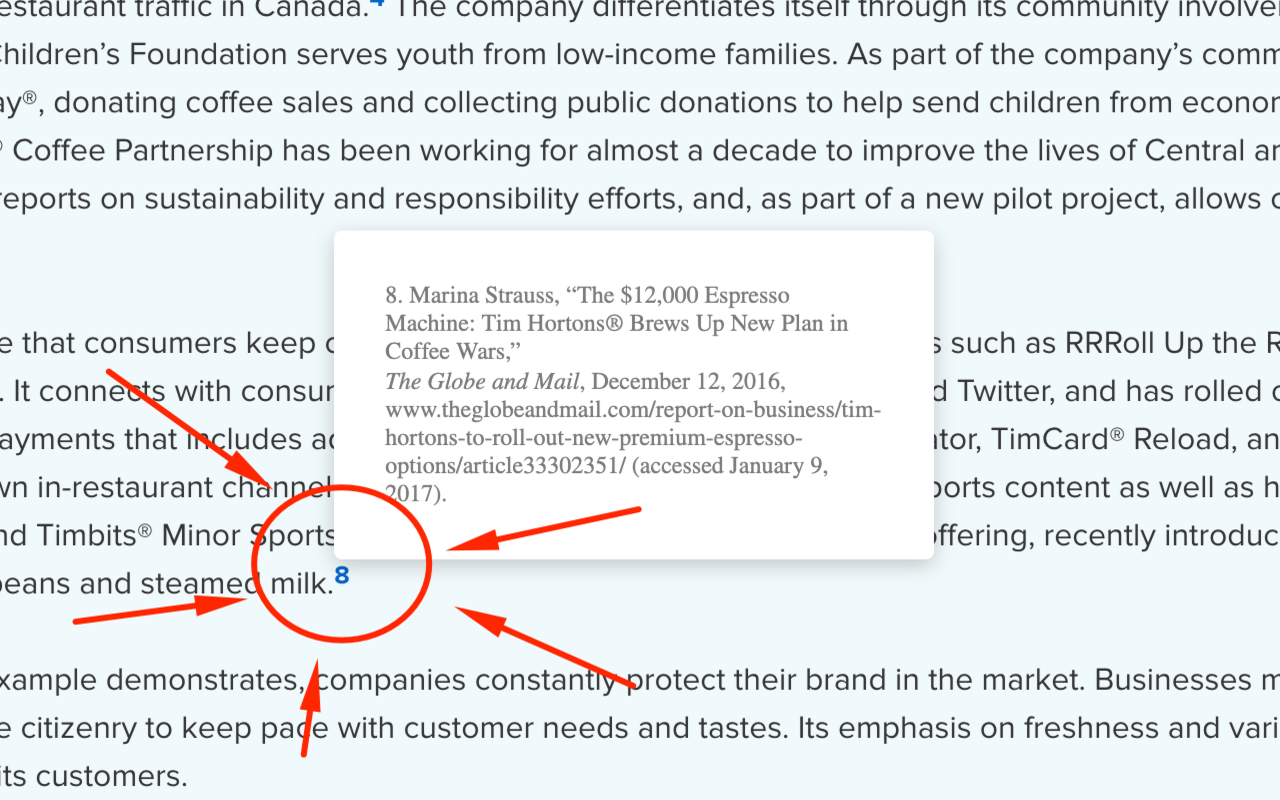 estaurant traffic in Canada.4 The company differentiates itself through its community involve
Children's Foundation serves youth from low-income families. As part of the company's comm
ay®, donating coffee sales and collecting public donations to help send children from econor
® Coffee Partnership has been working for almost a decade to improve the lives of Central an
reports on sustainability and responsibility efforts, and, as part of a new pilot project, allows c
8. Marina Strauss, “The $12,000 Espresso
Machine: Tim Hortons® Brews Up New Plan in
Coffee Wars,”
The Globe and Mail, December 12, 2016,
www.theglobeandmail.com/report-on-business/tim-
hortons-to-roll-out-new-premium-espresso-
options/article33302351/ (accessed January 9,
2017).
e that consumers keep c
s such as RRRoll Up the R
. It connects with consur
d Twitter, and has rolled c
ayments that includes ac
ator, TimCard® Reload, an
wn in-restaurant channel
ports content as well as h
nd Timbits® Minor Sports
offering, recently introduc
beans and steamed milk.8
xample demonstrates, companies constantly protect their brand in the market. Businesses m
e citizenry to keep pace with customer needs and tastes. Its emphasis on freshness and vari
its customers.